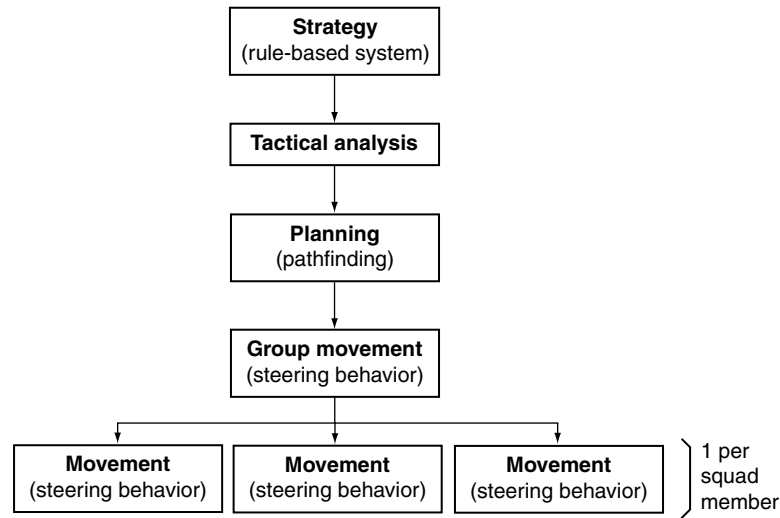 Strategy
(rule-based system)
Tactical analysis
Planning
(pathfinding)
Group movement
(steering behavior)
Movement
(steering behavior)
Movement
(steering behavior)
Movement
(steering behavior)
1 per
squad
member